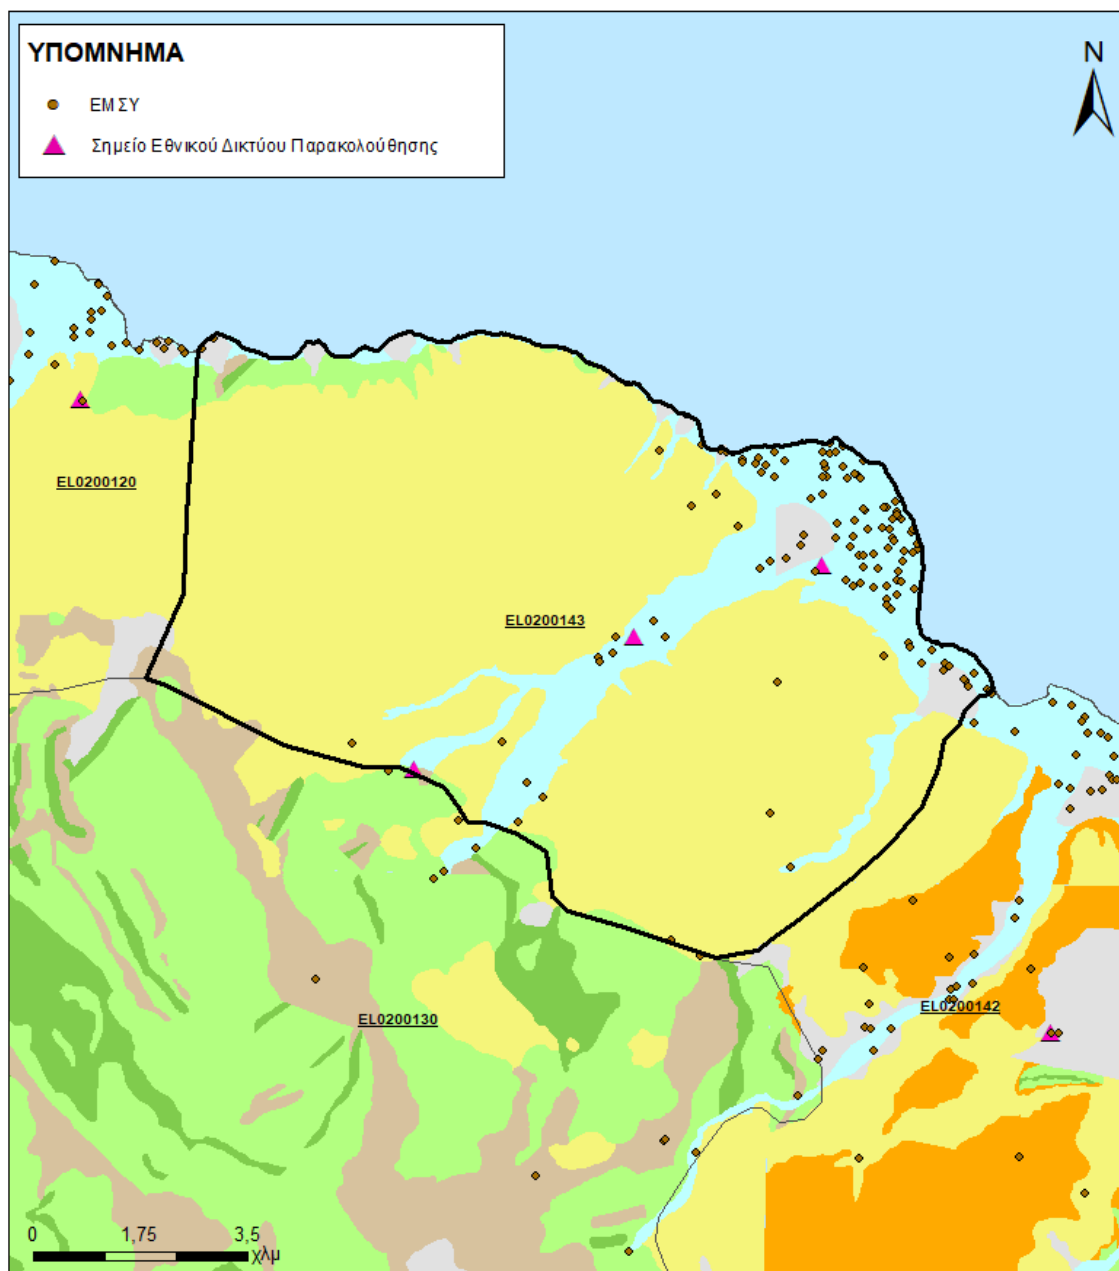 ΥΠΟΜΝΗΜΑ
ΕΜΣΥ
Σημείο Εθνικού Δικτύου Παρακολούθησης
N
EL0200120
EL0200143
EL0200130
EL0200142
0 1,75 3,5
χλμ